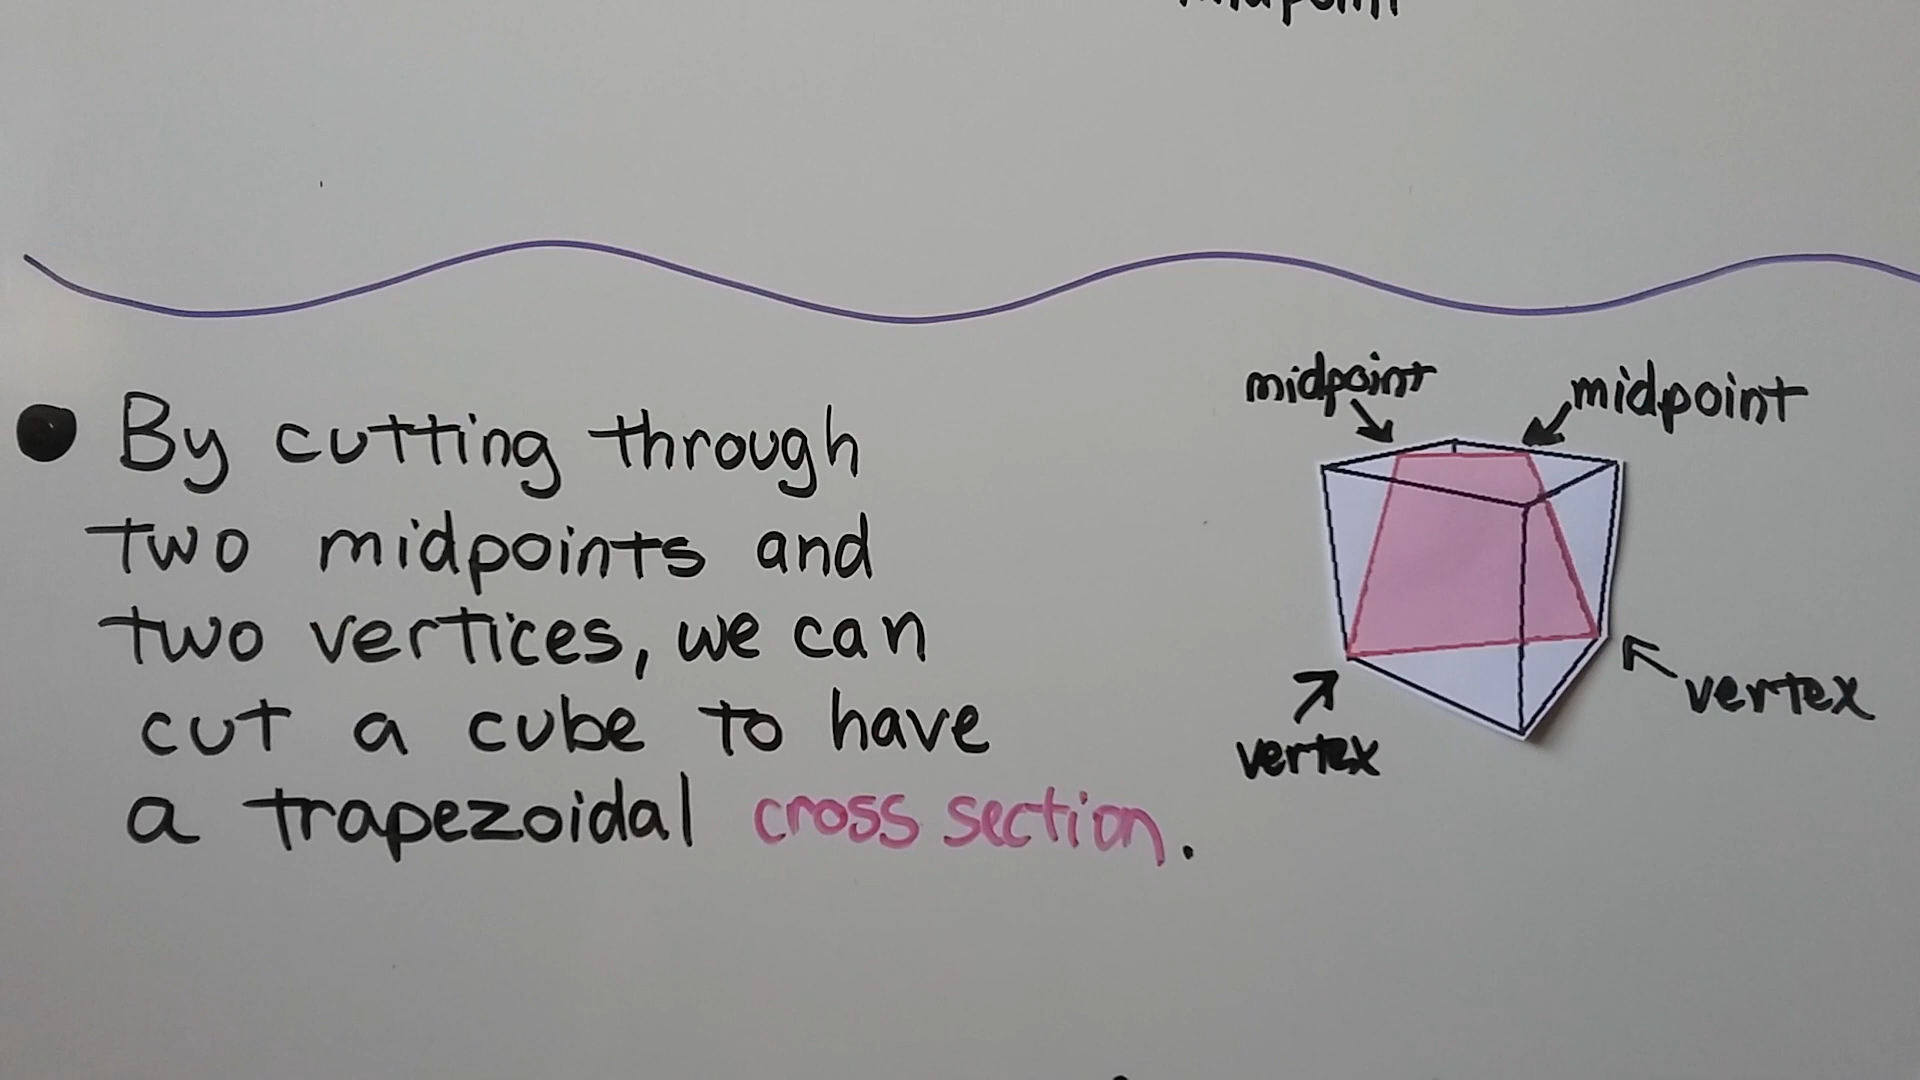 midpoint
midpoint midpoint
● By cutting through
two midpoints and
two vertices, we can
cut a cube to have
a trapezoidal cross section.
vertex
vertex